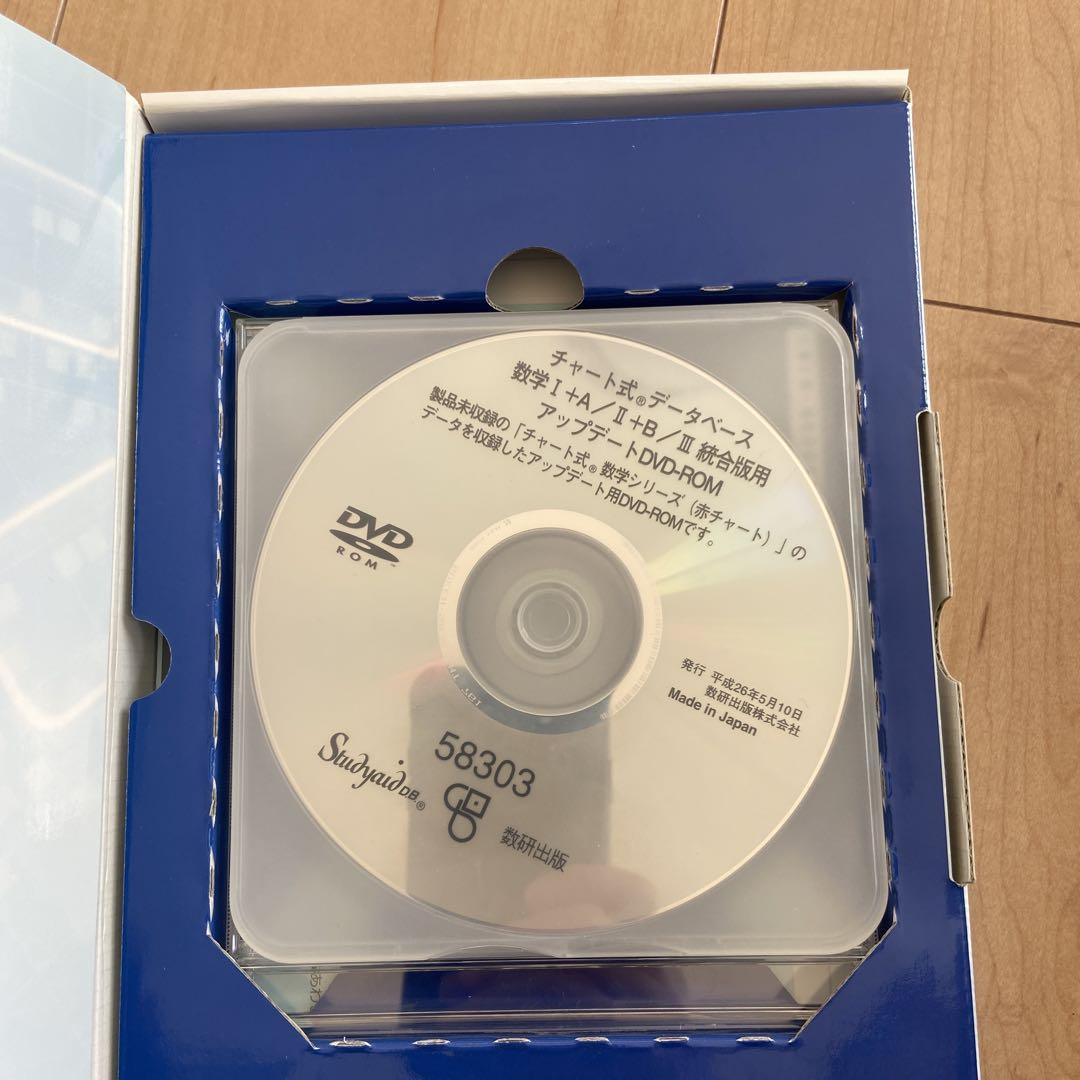 チャート式®データベース
数学Ⅰ+A/Ⅱ+B/Ⅲ 統合版用
アップデートDVD-ROM
製品未収録の「チャート式®数学シリーズ(赤チャート)」の
データを収録したアップデート用DVD-ROMです。
DVD
ROM
発行 平成26年5月10日
数研出版株式会社
Made in Japan
58303
Studyaid D.B.®
数研出版